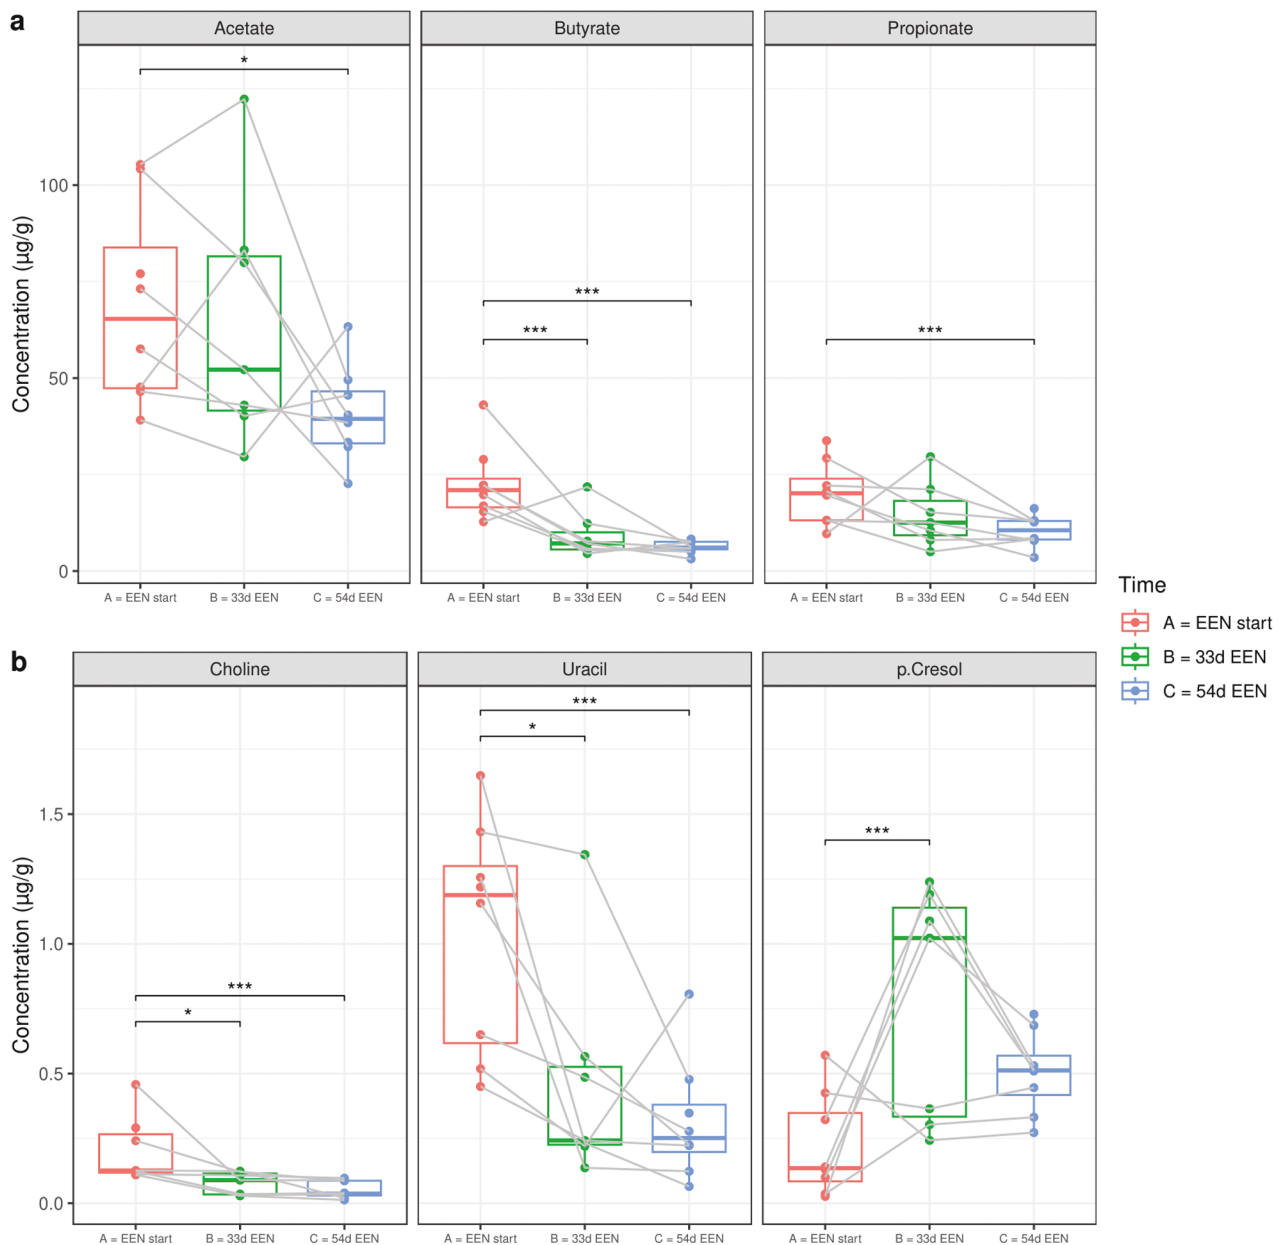 a
Acetate
Butyrate
Propionate
*
***
***
***
Concentration (µg/g)
100
50
0
A = EEN start
B = 33d EEN
C = 54d EEN
A = EEN start
B = 33d EEN
C = 54d EEN
A = EEN start
B = 33d EEN
C = 54d EEN
Time
A = EEN start
B = 33d EEN
C = 54d EEN
b
Choline
Uracil
p.Cresol
***
*
***
*
***
Concentration (µg/g)
1.5
1.0
0.5
0.0
A = EEN start
B = 33d EEN
C = 54d EEN
A = EEN start
B = 33d EEN
C = 54d EEN
A = EEN start
B = 33d EEN
C = 54d EEN